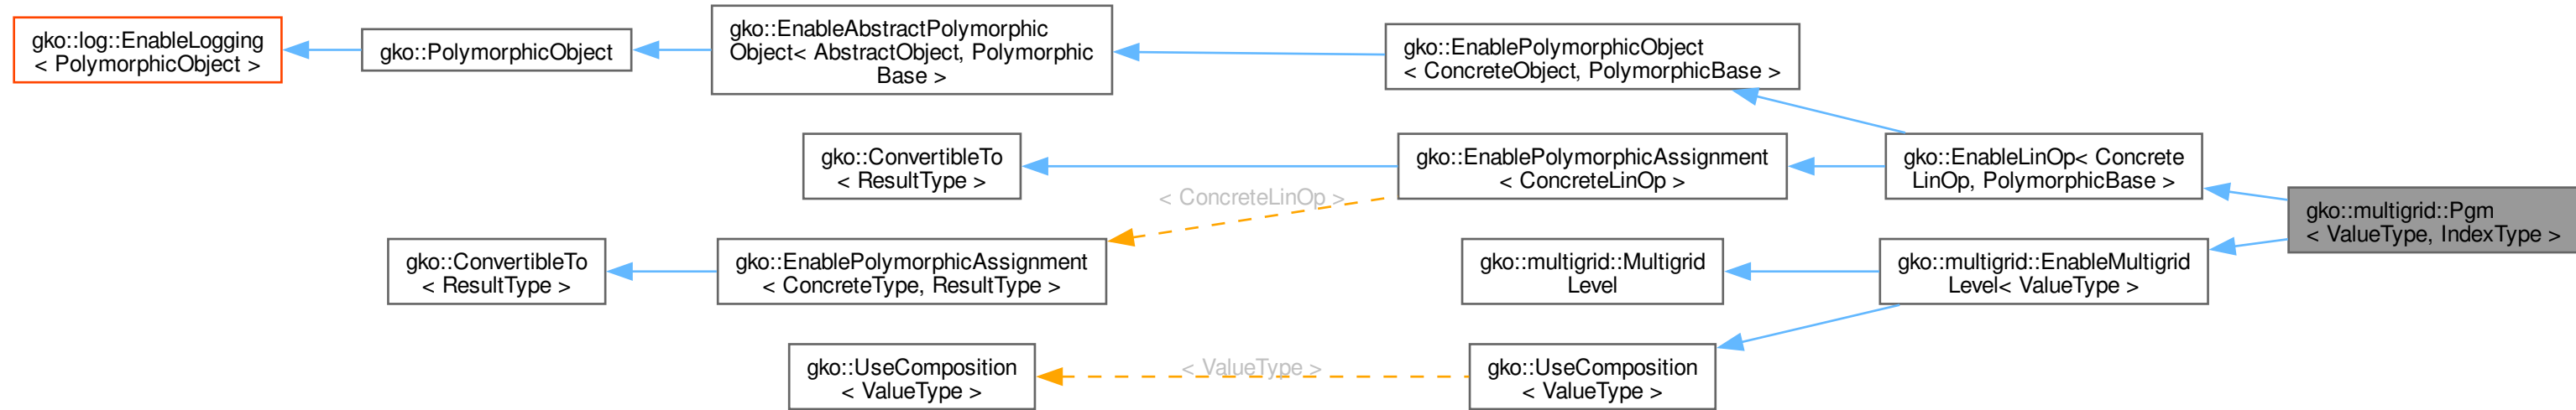 gko::log::EnableLogging
< PolymorphicObject >
gko::PolymorphicObject
gko::EnableAbstractPolymorphic
Object< AbstractObject, Polymorphic
Base >
gko::EnablePolymorphicObject
< ConcreteObject, PolymorphicBase >
gko::ConvertibleTo
< ResultType >
gko::EnablePolymorphicAssignment
< ConcreteLinOp >
gko::EnableLinOp< Concrete
LinOp, PolymorphicBase >
< ConcreteLinOp >
gko::multigrid::Pgm
< ValueType, IndexType >
gko::ConvertibleTo
< ResultType >
gko::EnablePolymorphicAssignment
< ConcreteType, ResultType >
gko::multigrid::Multigrid
Level
gko::multigrid::EnableMultigrid
Level< ValueType >
gko::UseComposition
< ValueType >
< ValueType >
gko::UseComposition
< ValueType >